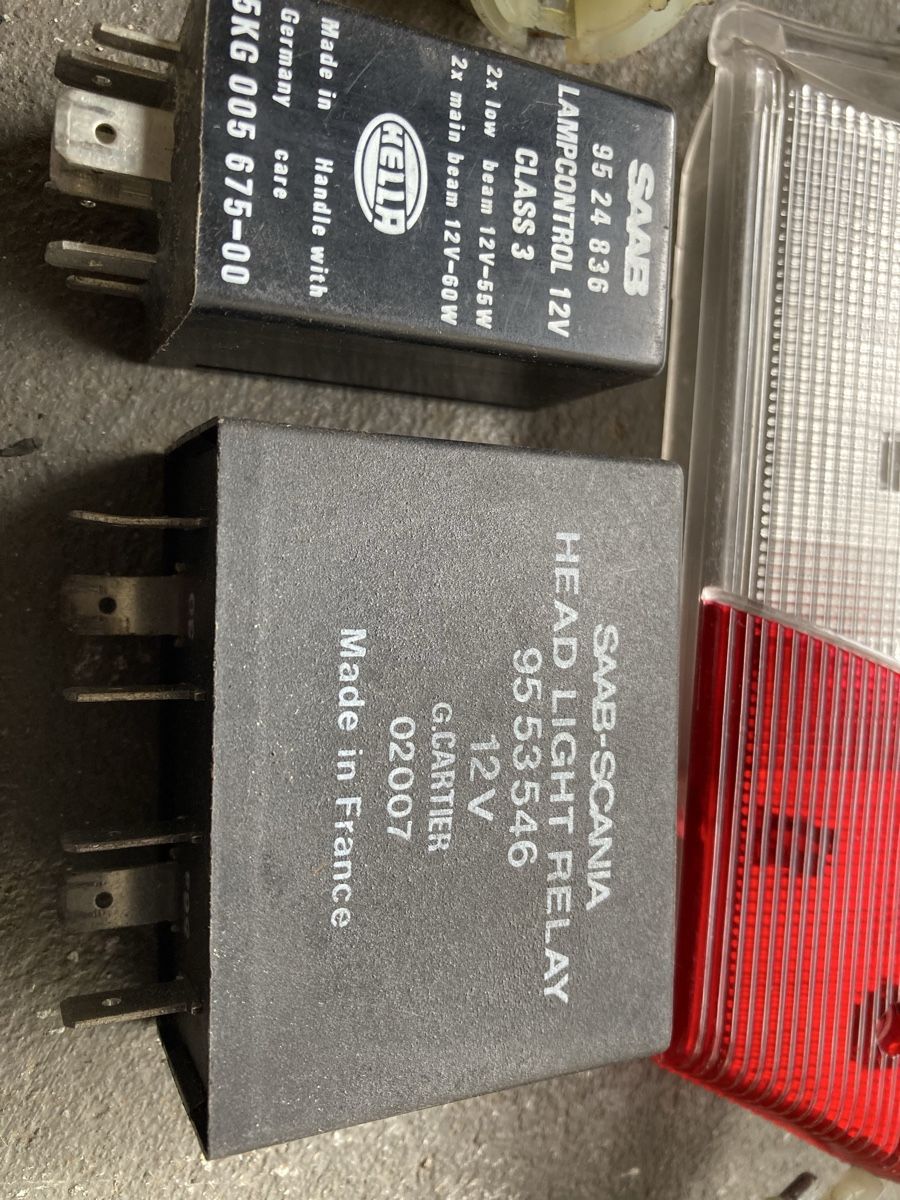 SAAB
95 24 836
LAMPCONTROL 12V
CLASS 3
2x low beam 12V-55W
2x main beam 12V-60W
HELLA
Made in Handle with
Germany care
5KG 005 675-00
SAAB-SCANIA
HEAD LIGHT RELAY
95 53 546
12V
G.CARTIER
02007
Made in France